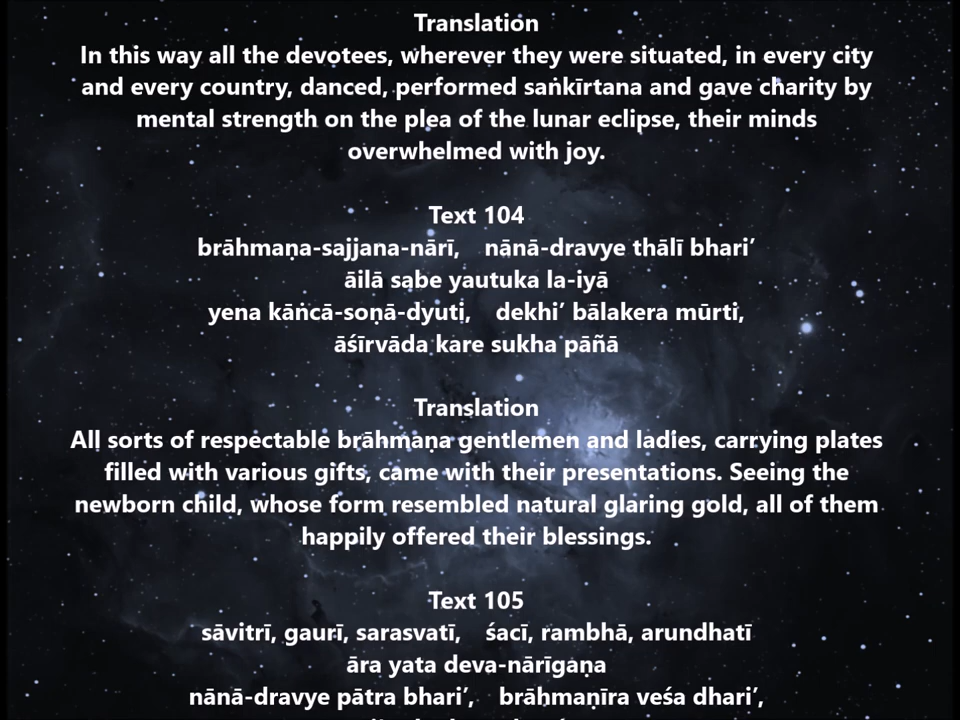 Translation
In this way all the devotees, wherever they were situated, in every city
and every country, danced, performed saṅkīrtana and gave charity by
mental strength on the plea of the lunar eclipse, their minds
overwhelmed with joy.
Text 104
brāhmaṇa-sajjana-nārī, nānā-dravye thālī bhari’
āilā sabe yautuka la-iyā
yena kāṅcā-soṇā-dyuti, dekhi’ bālakera mūrti,
āśīrvāda kare sukha pāñā
Translation
All sorts of respectable brāhmaṇa gentlemen and ladies, carrying plates
filled with various gifts, came with their presentations. Seeing the
newborn child, whose form resembled natural glaring gold, all of them
happily offered their blessings.
Text 105
sāvitrī, gaurī, sarasvatī, śacī, rambhā, arundhatī
āra yata deva-nārīgaṇa
nānā-dravye pātra bhari’, brāhmaṇīra veśa dhari’,